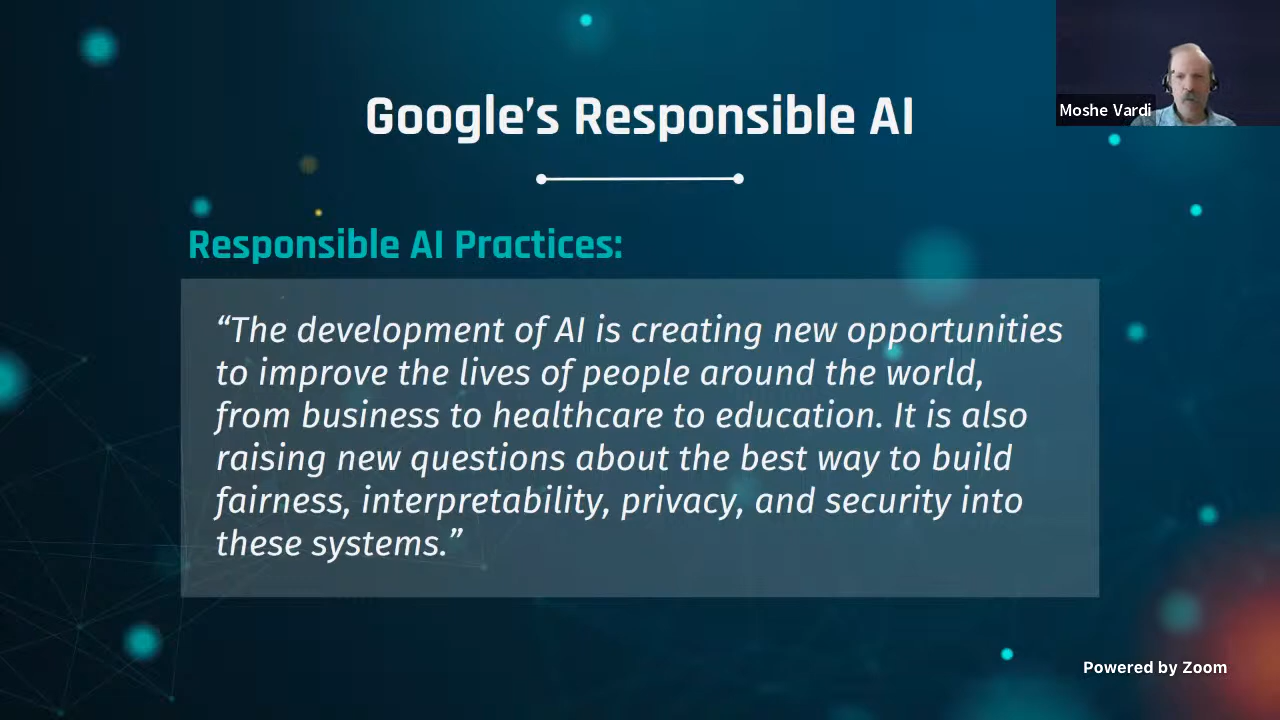 Google's Responsible AI
Moshe Vardi
Responsible AI Practices:
“The development of AI is creating new opportunities
to improve the lives of people around the world,
from business to healthcare to education. It is also
raising new questions about the best way to build
fairness, interpretability, privacy, and security into
these systems.”
Powered by Zoom